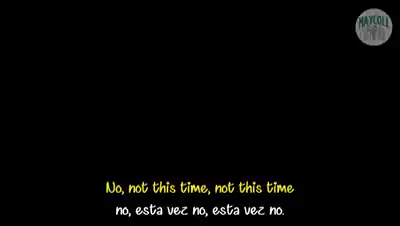 MAYCOLL
No, not this time, not this time
no, esta vez no, esta vez no.